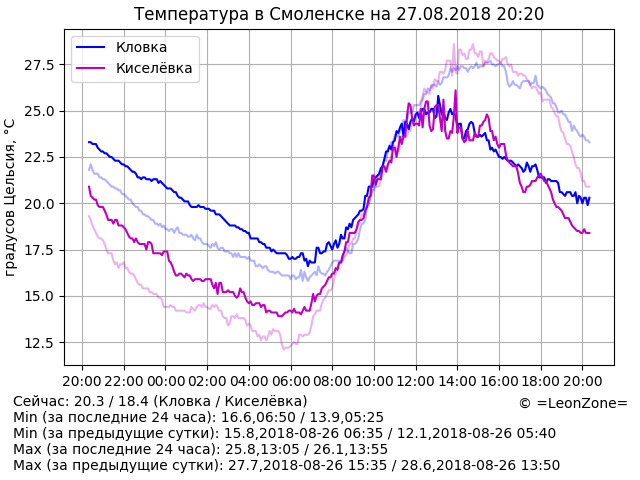 Температура в Смоленске на 27.08.2018 20:20
Кловка
Киселёвка
градусов Цельсия, °C
27.5
25.0
22.5
20.0
17.5
15.0
12.5
20:00 22:00 00:00 02:00 04:00 06:00 08:00 10:00 12:00 14:00 16:00 18:00 20:00
Сейчас: 20.3 / 18.4 (Кловка / Киселёвка)
© =LeonZone=
Min (за последние 24 часа): 16.6,06:50 / 13.9,05:25
Min (за предыдущие сутки): 15.8,2018-08-26 06:35 / 12.1,2018-08-26 05:40
Max (за последние 24 часа): 25.8,13:05 / 26.1,13:55
Max (за предыдущие сутки): 27.7,2018-08-26 15:35 / 28.6,2018-08-26 13:50